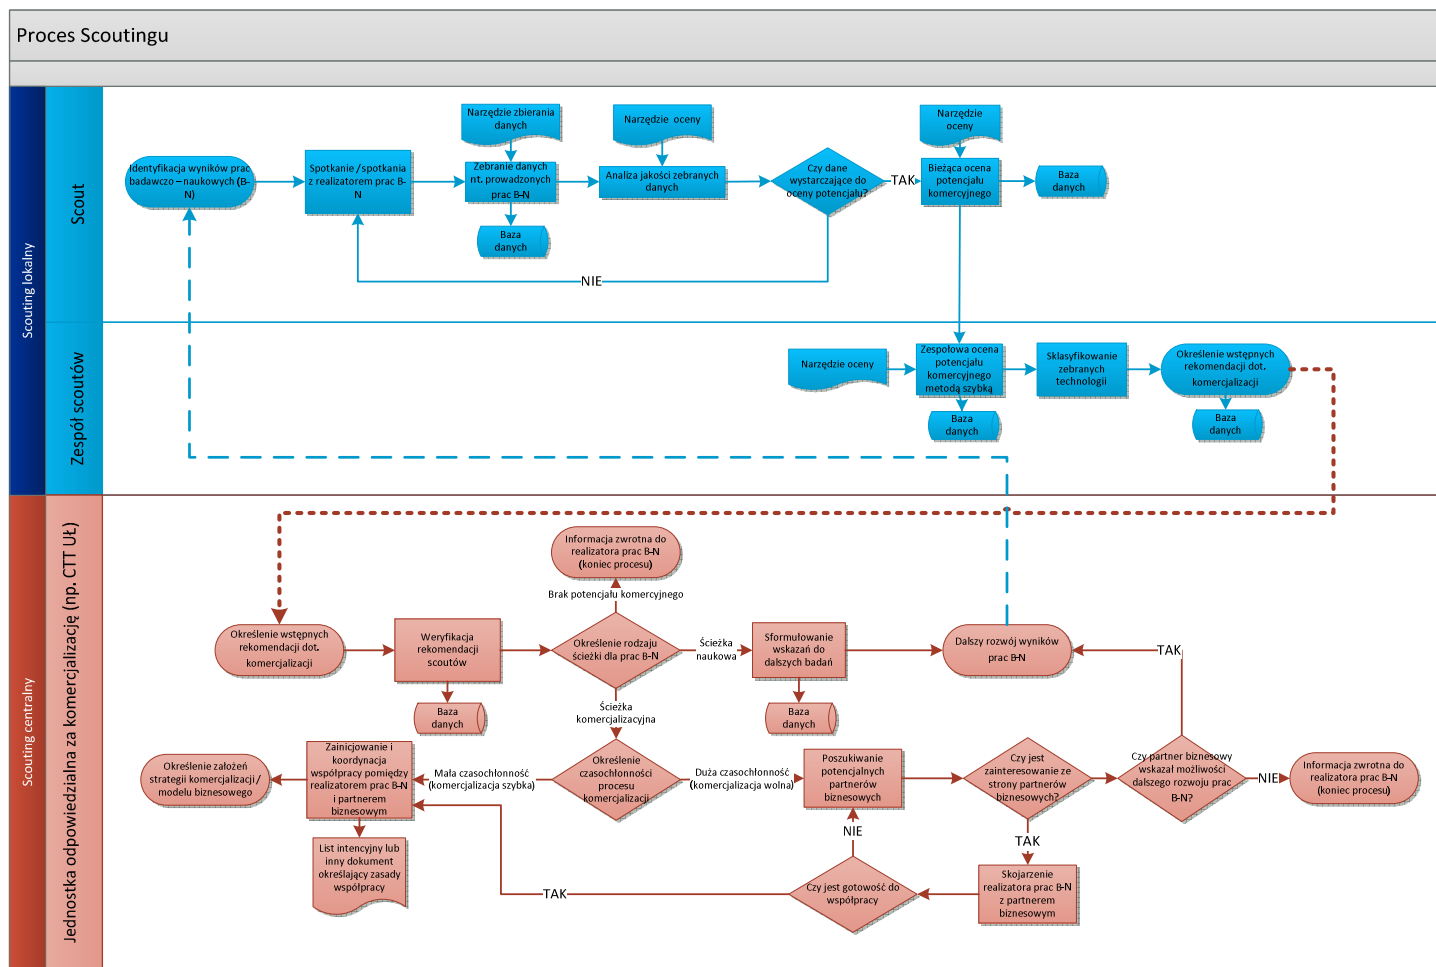 Proces Scoutingu
Scouting lokalny
Scout
Narzędzie zbierania
danych
Narzędzie oceny
Narzędzie
oceny
Identyfikacja wyników prac
badawczo – naukowych (B-
N)
Spotkanie /spotkania
z realizatorem prac B-
N
Zebranie danych
nt. prowadzonych
prac B-N
Analiza jakości zebranych
danych
Czy dane
wystarczające do
oceny potencjału?
TAK
Bieżąca ocena
potencjału
komercyjnego
Baza
danych
Baza
danych
NIE
Zespół scoutów
Narzędzie oceny
Zespołowa ocena
potencjału
komercyjnego
metodą szybką
Sklasyfikowanie
zebranych
technologii
Określenie wstępnych
rekomendacji dot.
komercjalizacji
Baza
danych
Baza
danych
Scouting centralny
Jednostka odpowiedzialna za komercjalizację (np. CTT UŁ)
Informacja zwrotna do
realizatora prac B-N
(koniec procesu)
Brak potencjału komercyjnego
Określenie wstępnych
rekomendacji dot.
komercjalizacji
Weryfikacja
rekomendacji
scoutów
Określenie rodzaju
ścieżki dla prac B-N
Ścieżka
naukowa
Sformułowanie
wskazań do
dalszych badań
Dalszy rozwój wyników
prac B-N
TAK
Baza
danych
Ścieżka
komercjalizacyjna
Baza
danych
Określenie założeń
strategii komercjalizacji /
modelu biznesowego
Zainicjowanie i
koordynacja
współpracy pomiędzy
realizatorem prac B-N
i partnerem
biznesowym
Mała czasochłonność
(komercjalizacja szybka)
Określenie
czasochłonności
procesu
komercjalizacji
Duża czasochłonność
(komercjalizacja wolna)
Poszukiwanie
potencjalnych
partnerów
biznesowych
Czy jest
zainteresowanie ze
strony partnerów
biznesowych?
Czy partner biznesowy
wskazał możliwości
dalszego rozwoju prac
B-N?
NIE
Informacja zwrotna do
realizatora prac B-N
(koniec procesu)
NIE
TAK
List intencyjny lub
inny dokument
określający zasady
współpracy
TAK
Czy jest gotowość do
współpracy
Skojarzenie
realizatora prac B-N
z partnerem
biznesowym